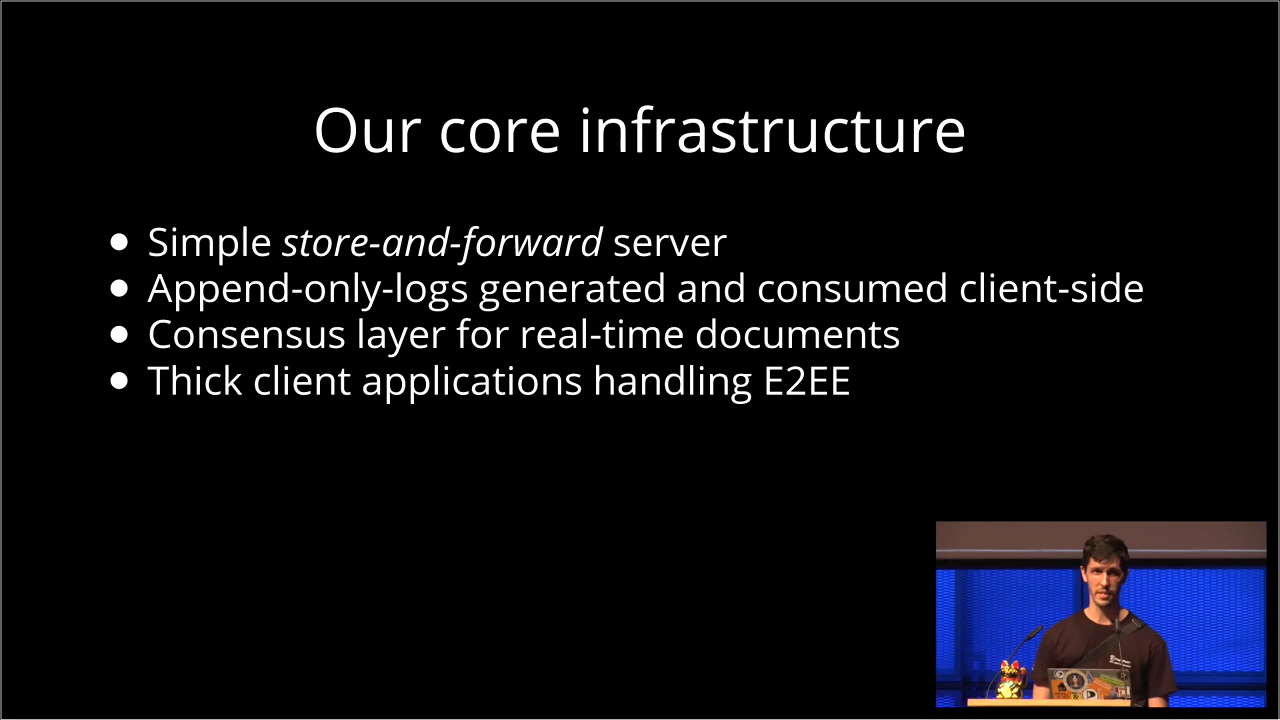 Our core infrastructure
● Simple store-and-forward server
● Append-only-logs generated and consumed client-side
● Consensus layer for real-time documents
● Thick client applications handling E2EE